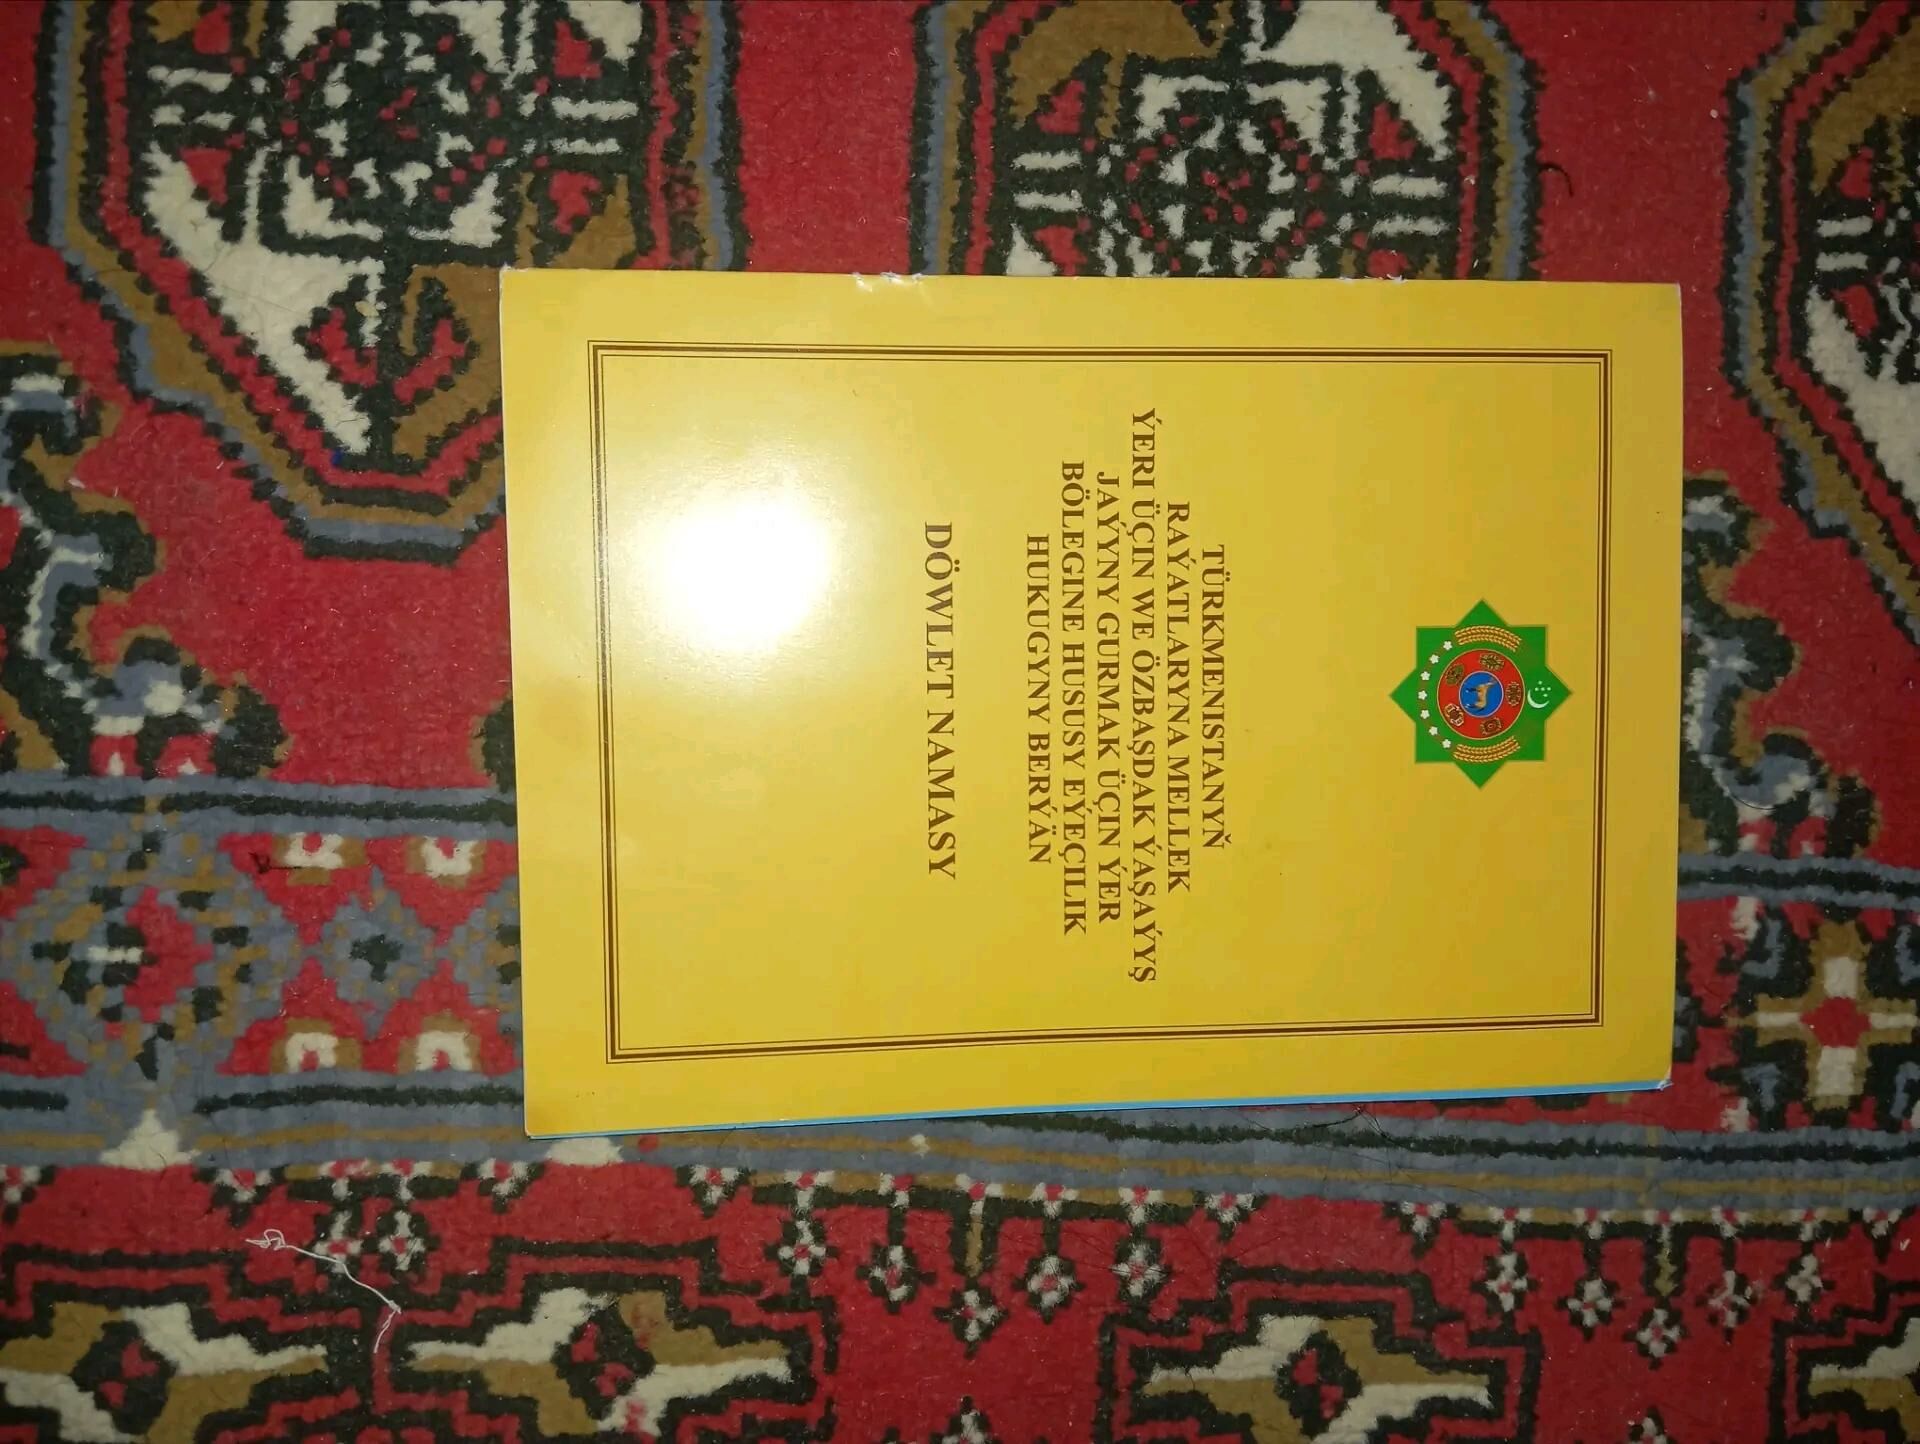 TÜRKMENISTANYŇ
RAÝATLARYNA MELLEK
ÝERI ÜÇIN WE ÖZBAŞDAK ÝAŞAÝYŞ
JAÝYNY GURMAK ÜÇIN ÝER
BÖLEGINE HUSUSY EÝEÇILIK
HUKUGYNY BERÝÄN
DÖWLET NAMASY